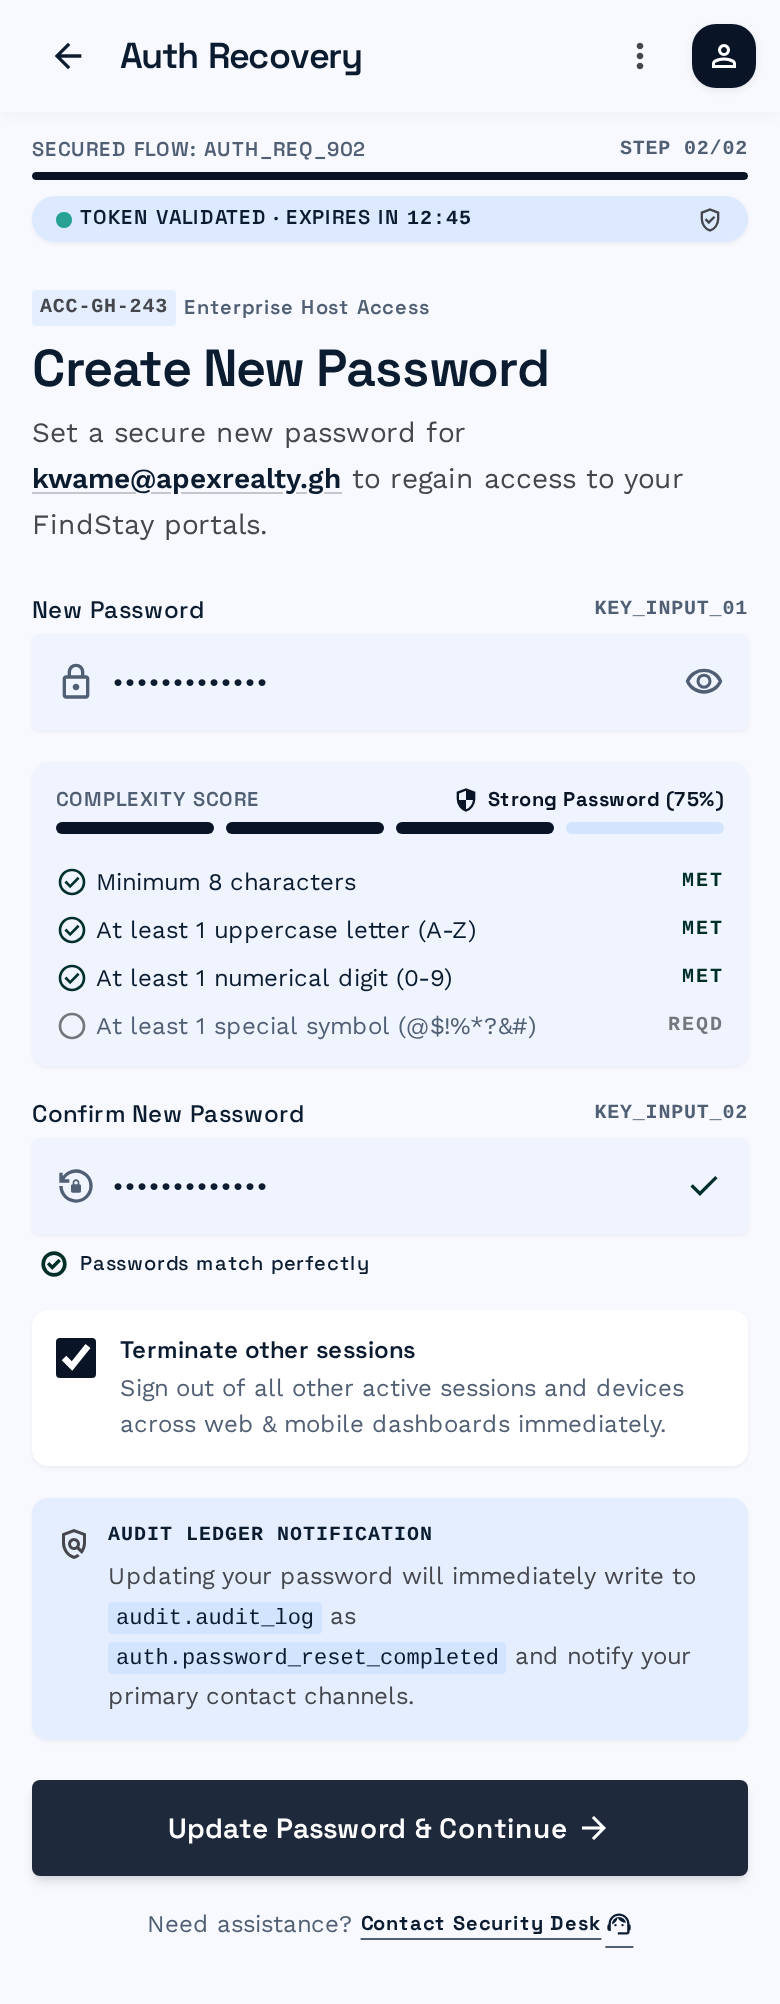 Auth Recovery
SECURED FLOW: AUTH_REQ_902 STEP 02/02
TOKEN VALIDATED · EXPIRES IN 12:45
ACC-GH-243 Enterprise Host Access
Create New Password
Set a secure new password for
kwame@apexrealty.gh to regain access to your
FindStay portals.
New Password KEY_INPUT_01
•••••••••••••
COMPLEXITY SCORE Strong Password (75%)
Minimum 8 characters MET
At least 1 uppercase letter (A-Z) MET
At least 1 numerical digit (0-9) MET
At least 1 special symbol (@$!%*?&#) REQD
Confirm New Password KEY_INPUT_02
•••••••••••••
Passwords match perfectly
Terminate other sessions
Sign out of all other active sessions and devices
across web & mobile dashboards immediately.
AUDIT LEDGER NOTIFICATION
Updating your password will immediately write to
audit.audit_log as
auth.password_reset_completed and notify your
primary contact channels.
Update Password & Continue →
Need assistance? Contact Security Desk